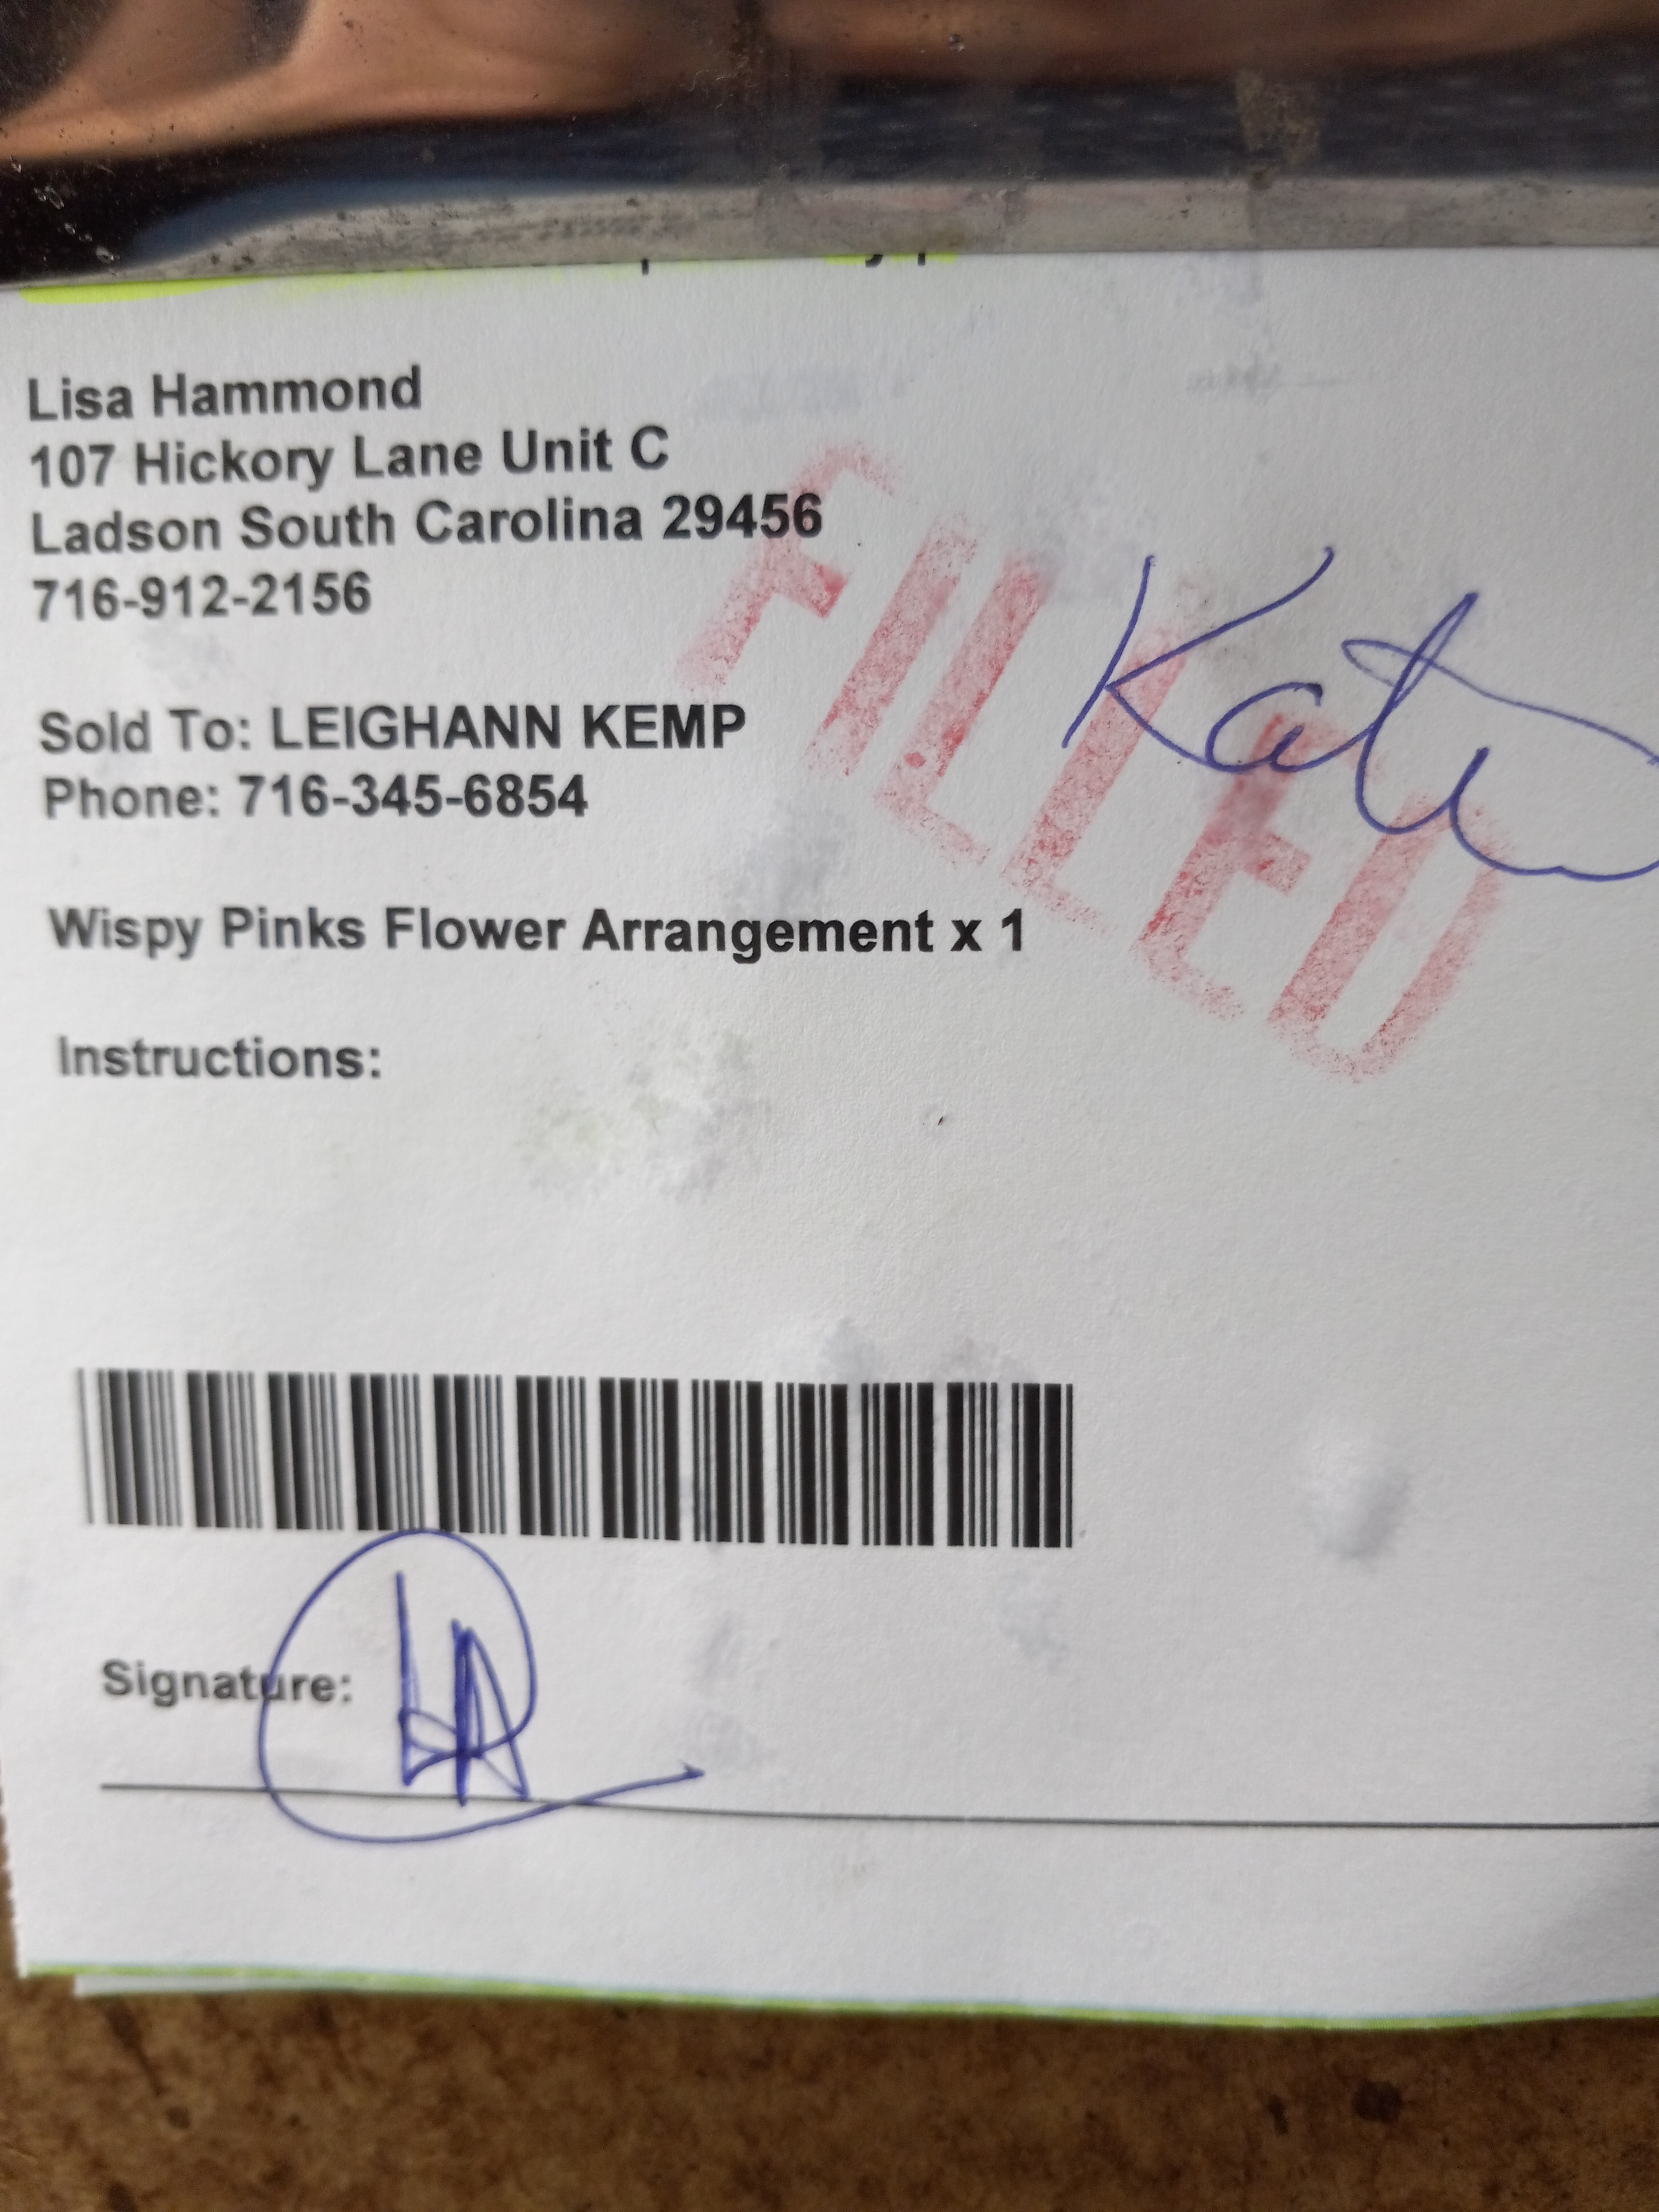 Lisa Hammond
107 Hickory Lane Unit C
Ladson South Carolina 29456
716-912-2156
FILLED
Sold To: LEIGHANN KEMP
Phone: 716-345-6854
Wispy Pinks Flower Arrangement x 1
Instructions:
Signature: